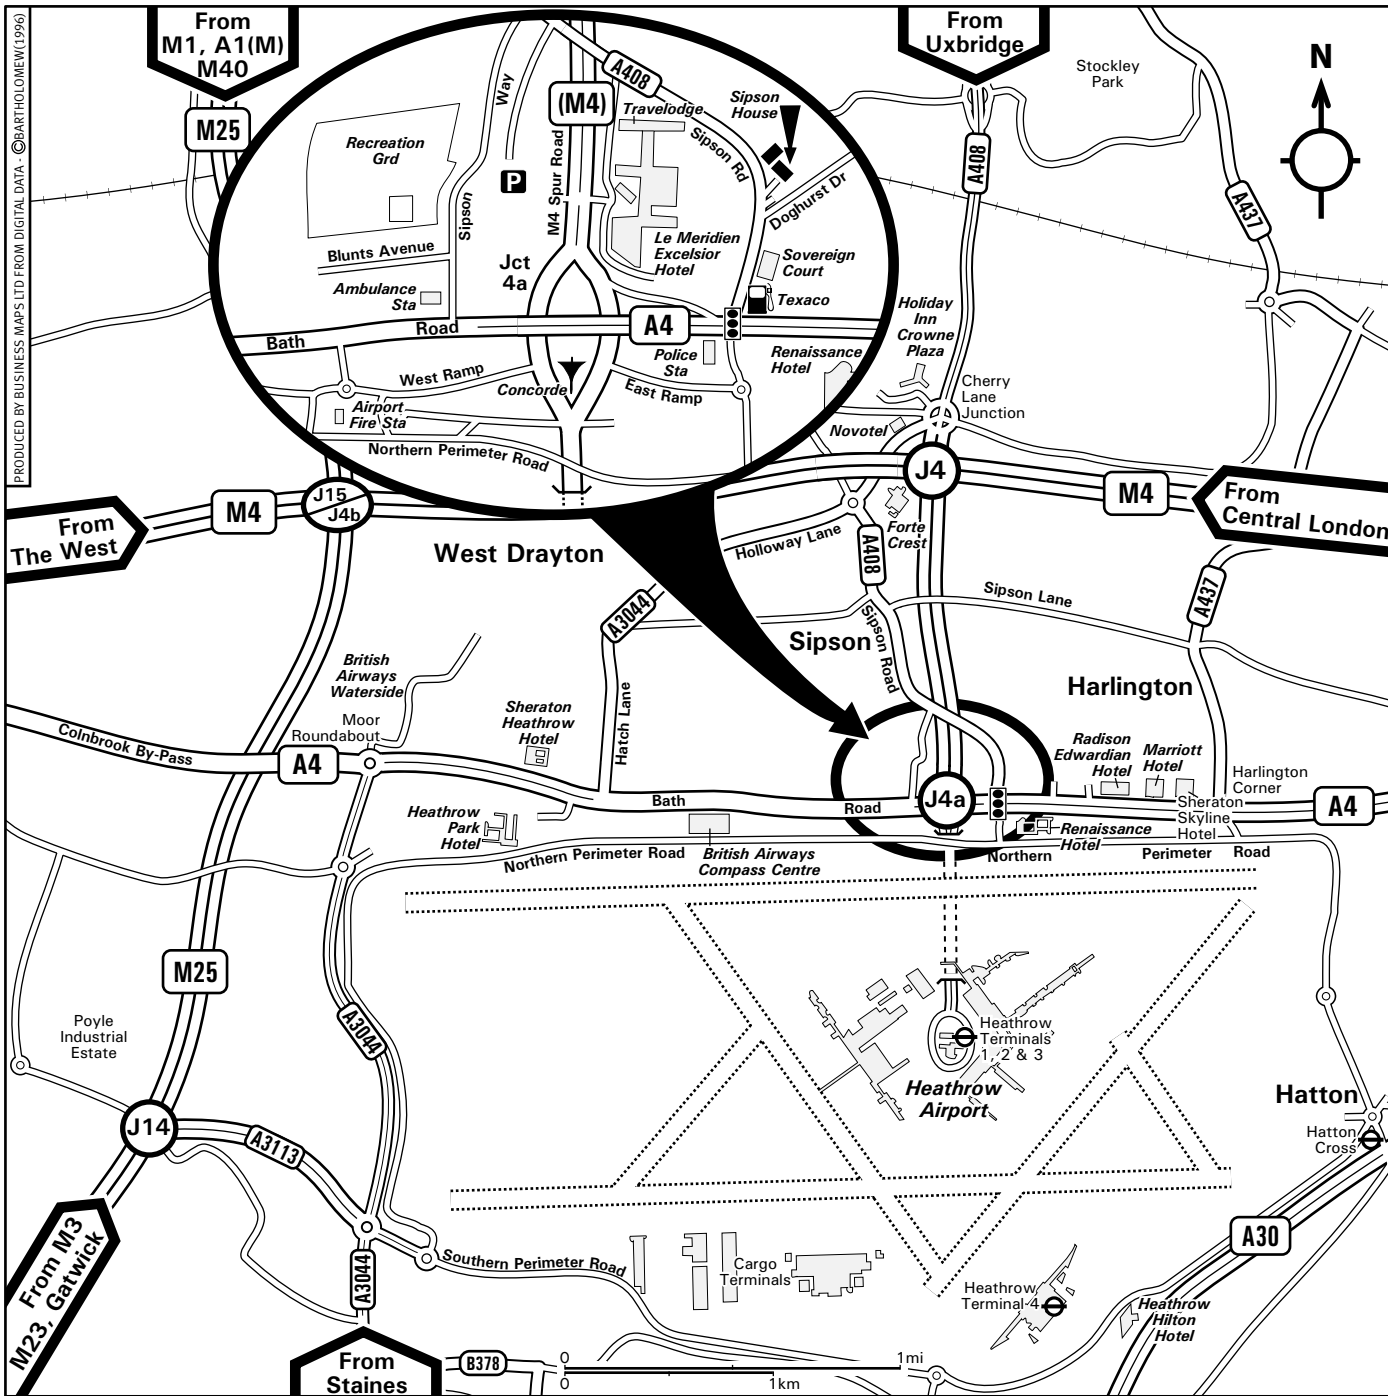 PRODUCED BY BUSINESS MAPS LTD FROM DIGITAL DATA - ©BARTHOLOMEW(1996)
From
M1, A1(M)
M40
M25
From
Uxbridge
Stockley
Park
N
A408
A437
Recreation
Grd
Way
Sipson
P
(M4)
M4 Spur Road
A408
Travelodge
Sipson
House
Sipson Rd
Doghurst Dr
Blunts Avenue
Ambulance
Sta
Jct
4a
Le Meridien
Excelsior
Hotel
Sovereign
Court
Texaco
Bath
Road
A4
Police
Sta
Renaissance
Hotel
West Ramp
Concorde
East Ramp
Airport
Fire Sta
Northern Perimeter Road
Holiday
Inn
Crowne
Plaza
Cherry
Lane
Junction
Novotel
J4
M4
From
Central London
From
The West
M4
J15
J4b
West Drayton
Holloway Lane
A408
Forte
Crest
A3044
Sipson Lane
A437
Sipson
Sipson Road
Harlington
British
Airways
Waterside
Moor
Roundabout
Colnbrook By-Pass
A4
Sheraton
Heathrow
Hotel
Hatch Lane
Radison
Edwardian
Hotel
Marriott
Hotel
Harlington
Corner
Sheraton
Skyline
Hotel
A4
Bath
Road
J4a
Heathrow
Park
Hotel
Northern Perimeter Road
British Airways
Compass Centre
Renaissance
Hotel
Northern
Perimeter
Road
M25
A3044
Poyle
Industrial
Estate
Heathrow
Terminals
1, 2 & 3
Heathrow
Airport
Hatton
Hatton
Cross
J14
A3113
A30
From M3
M23, Gatwick
A3044
Southern Perimeter Road
Cargo
Terminals
Heathrow
Terminal 4
Heathrow
Hilton
Hotel
From
Staines
B378
0
1mi
0
1km